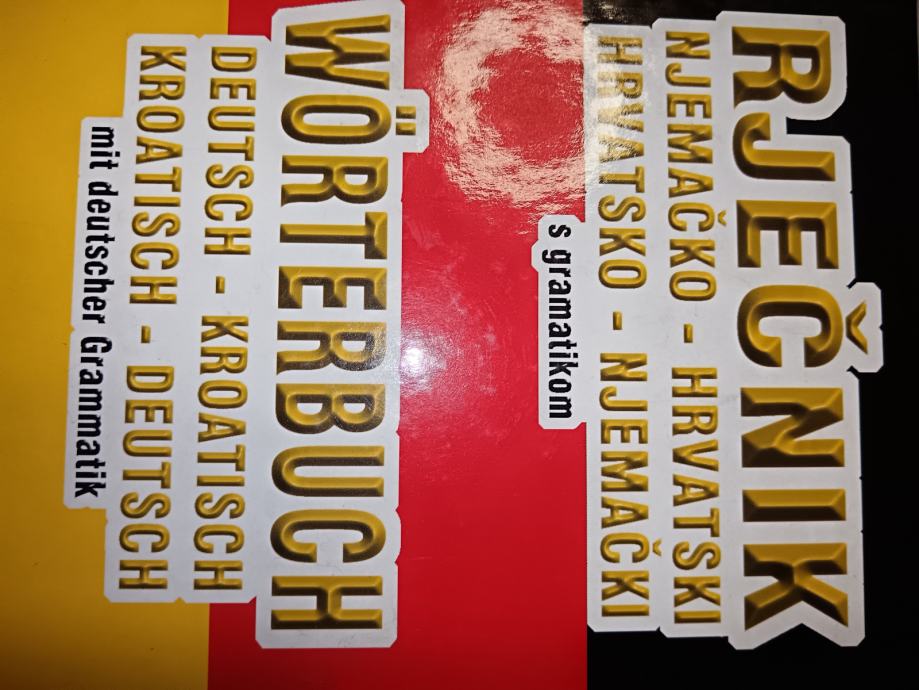 RJEČNIK
NJEMAČKO - HRVATSKI
HRVATSKO - NJEMAČKI
s gramatikom
WÖRTERBUCH
DEUTSCH - KROATISCH
KROATISCH - DEUTSCH
mit deutscher Grammatik